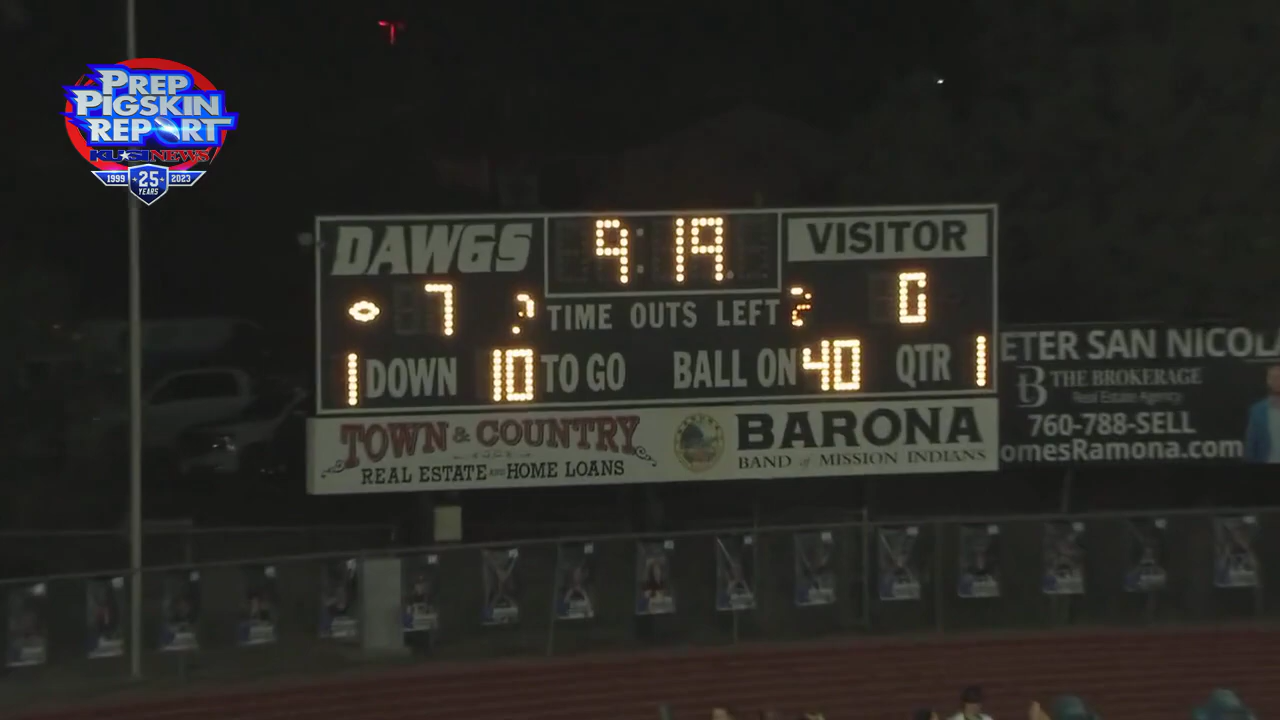 PREP
PIGSKIN
REPORT
KUSI NEWS
1999 25 2023
YEARS
DAWGS 9:19 VISITOR
7 TIME OUTS LEFT 0
1 DOWN 10 TO GO BALL ON 40 QTR 1
TOWN & COUNTRY
REAL ESTATE AND HOME LOANS
BARONA
BAND of MISSION INDIANS
ETER SAN NICOLA
B THE BROKERAGE
Real Estate Agency
760-788-SELL
omesRamona.com